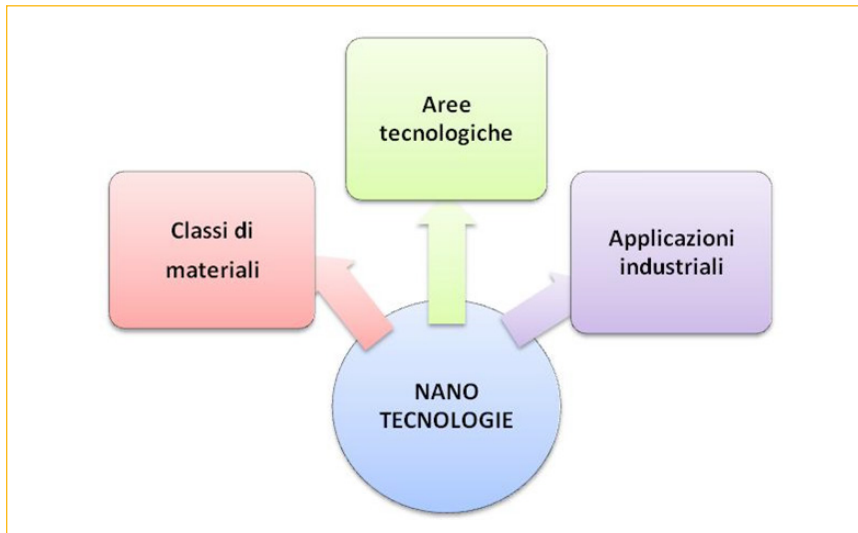 Aree
tecnologiche
Classi di
materiali
Applicazioni
industriali
NANO
TECNOLOGIE